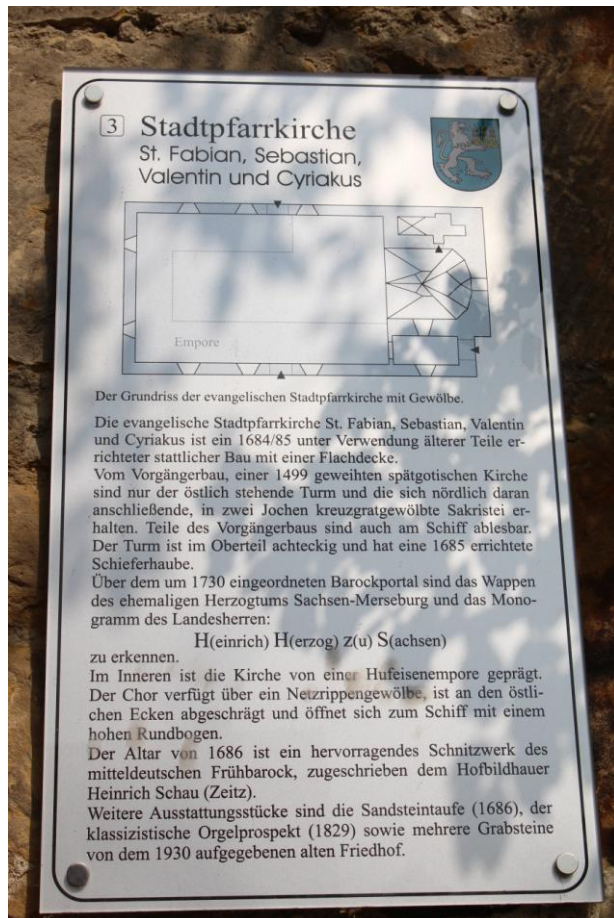 3 Stadtpfarrkirche
St. Fabian, Sebastian,
Valentin und Cyriakus
Empore
Der Grundriss der evangelischen Stadtpfarrkirche mit Gewölbe.
Die evangelische Stadtpfarrkirche St. Fabian, Sebastian, Valentin
und Cyriakus ist ein 1684/85 unter Verwendung älterer Teile er-
richteter stattlicher Bau mit einer Flachdecke.
Vom Vorgängerbau, einer 1499 geweihten spätgotischen Kirche
sind nur der östlich stehende Turm und die sich nördlich daran
anschließende, in zwei Jochen kreuzgratgewölbte Sakristei er-
halten. Teile des Vorgängerbaus sind auch am Schiff ablesbar.
Der Turm ist im Oberteil achteckig und hat eine 1685 errichtete
Schieferhaube.
Über dem um 1730 eingeordneten Barockportal sind das Wappen
des ehemaligen Herzogtums Sachsen-Merseburg und das Mono-
gramm des Landesherren:
H(einrich) H(erzog) z(u) S(achsen)
zu erkennen.
Im Inneren ist die Kirche von einer Hufeisenempore geprägt.
Der Chor verfügt über ein Netzrippengewölbe, ist an den östli-
chen Ecken abgeschrägt und öffnet sich zum Schiff mit einem
hohen Rundbogen.
Der Altar von 1686 ist ein hervorragendes Schnitzwerk des
mitteldeutschen Frühbarock, zugeschrieben dem Hofbildhauer
Heinrich Schau (Zeitz).
Weitere Ausstattungsstücke sind die Sandsteintaufe (1686), der
klassizistische Orgelprospekt (1829) sowie mehrere Grabsteine
von dem 1930 aufgegebenen alten Friedhof.